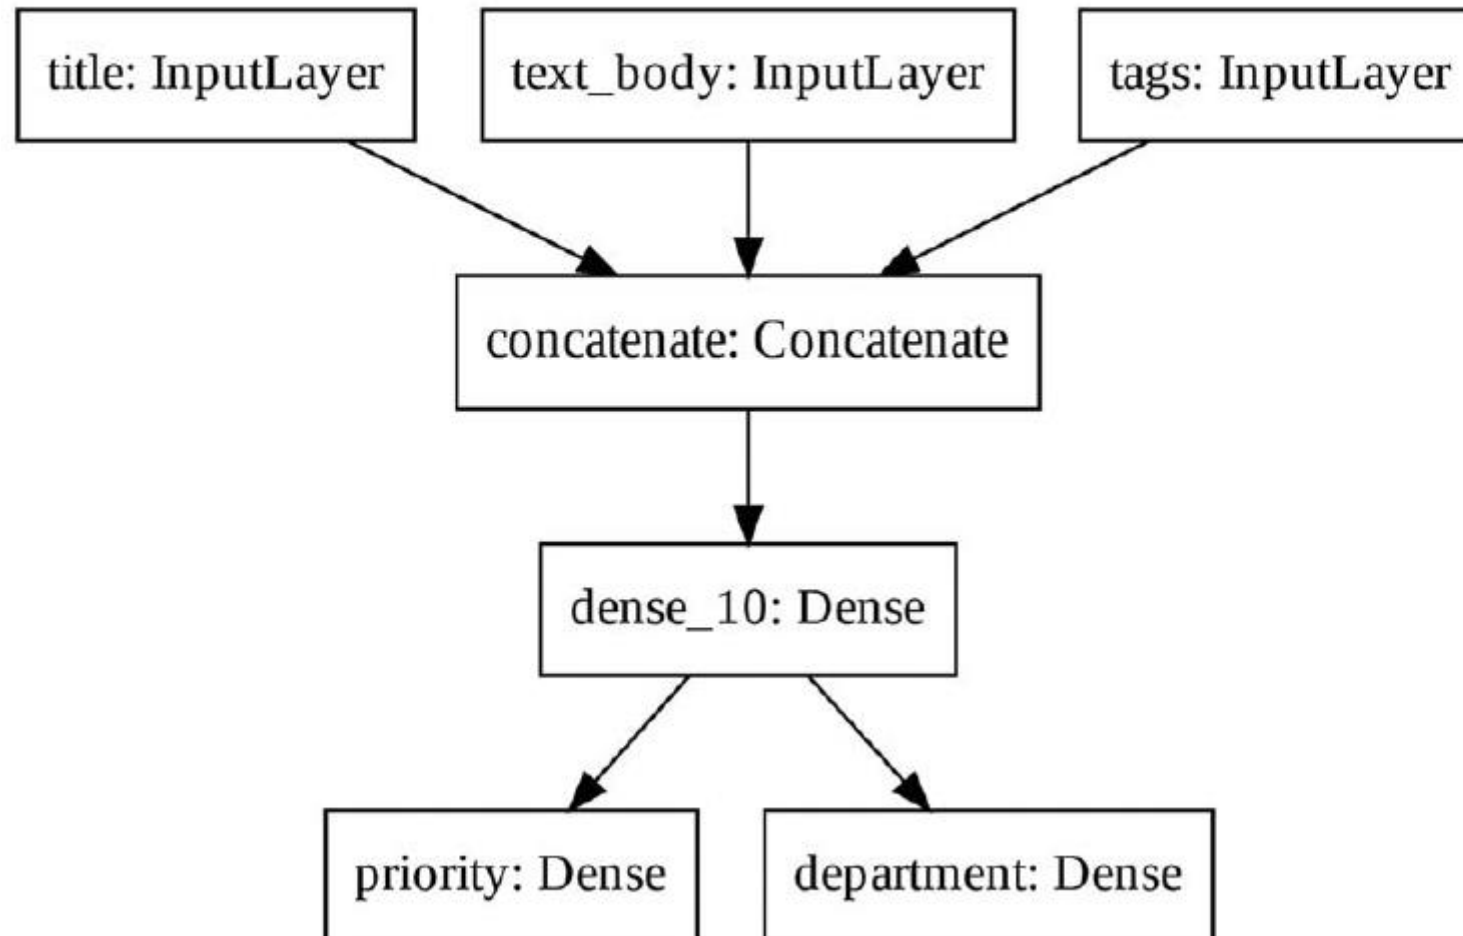 title: InputLayer
text_body: InputLayer
tags: InputLayer
concatenate: Concatenate
dense_10: Dense
priority: Dense
department: Dense